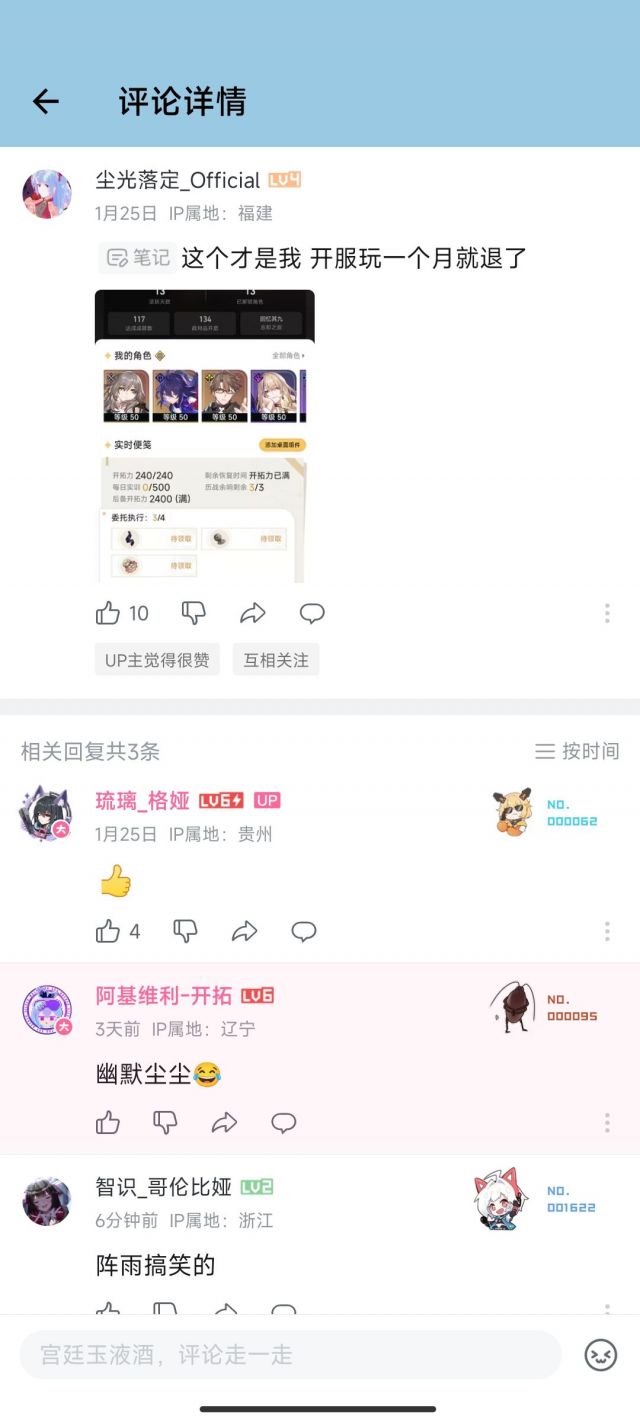 评论详情
尘光落定_Official LV4
1月25日 IP属地：福建
笔记 这个才是我 开服玩一个月就退了
13 13
活跃天数 已解锁角色
117 134 回忆其九
达成成就数 战利品开启 忘却之庭
我的角色 全部角色
等级 50 等级 50 等级 50 等级 50
实时便笺 添加桌面组件
开拓力 240/240 剩余恢复时间 开拓力已满
每日实训 0/500 历战余响剩余 3/3
后备开拓力 2400 (满)
委托执行：3/4
待领取 待领取
待领取
10
UP主觉得很赞 互相关注
相关回复共3条 按时间
琉璃_格娅 LV6 UP NO.
000062
1月25日 IP属地：贵州
4
阿基维利-开拓 LV6 NO.
000095
3天前 IP属地：辽宁
幽默尘尘😂
智识_哥伦比娅 LV2 NO.
001622
6分钟前 IP属地：浙江
阵雨搞笑的
宫廷玉液酒，评论走一走